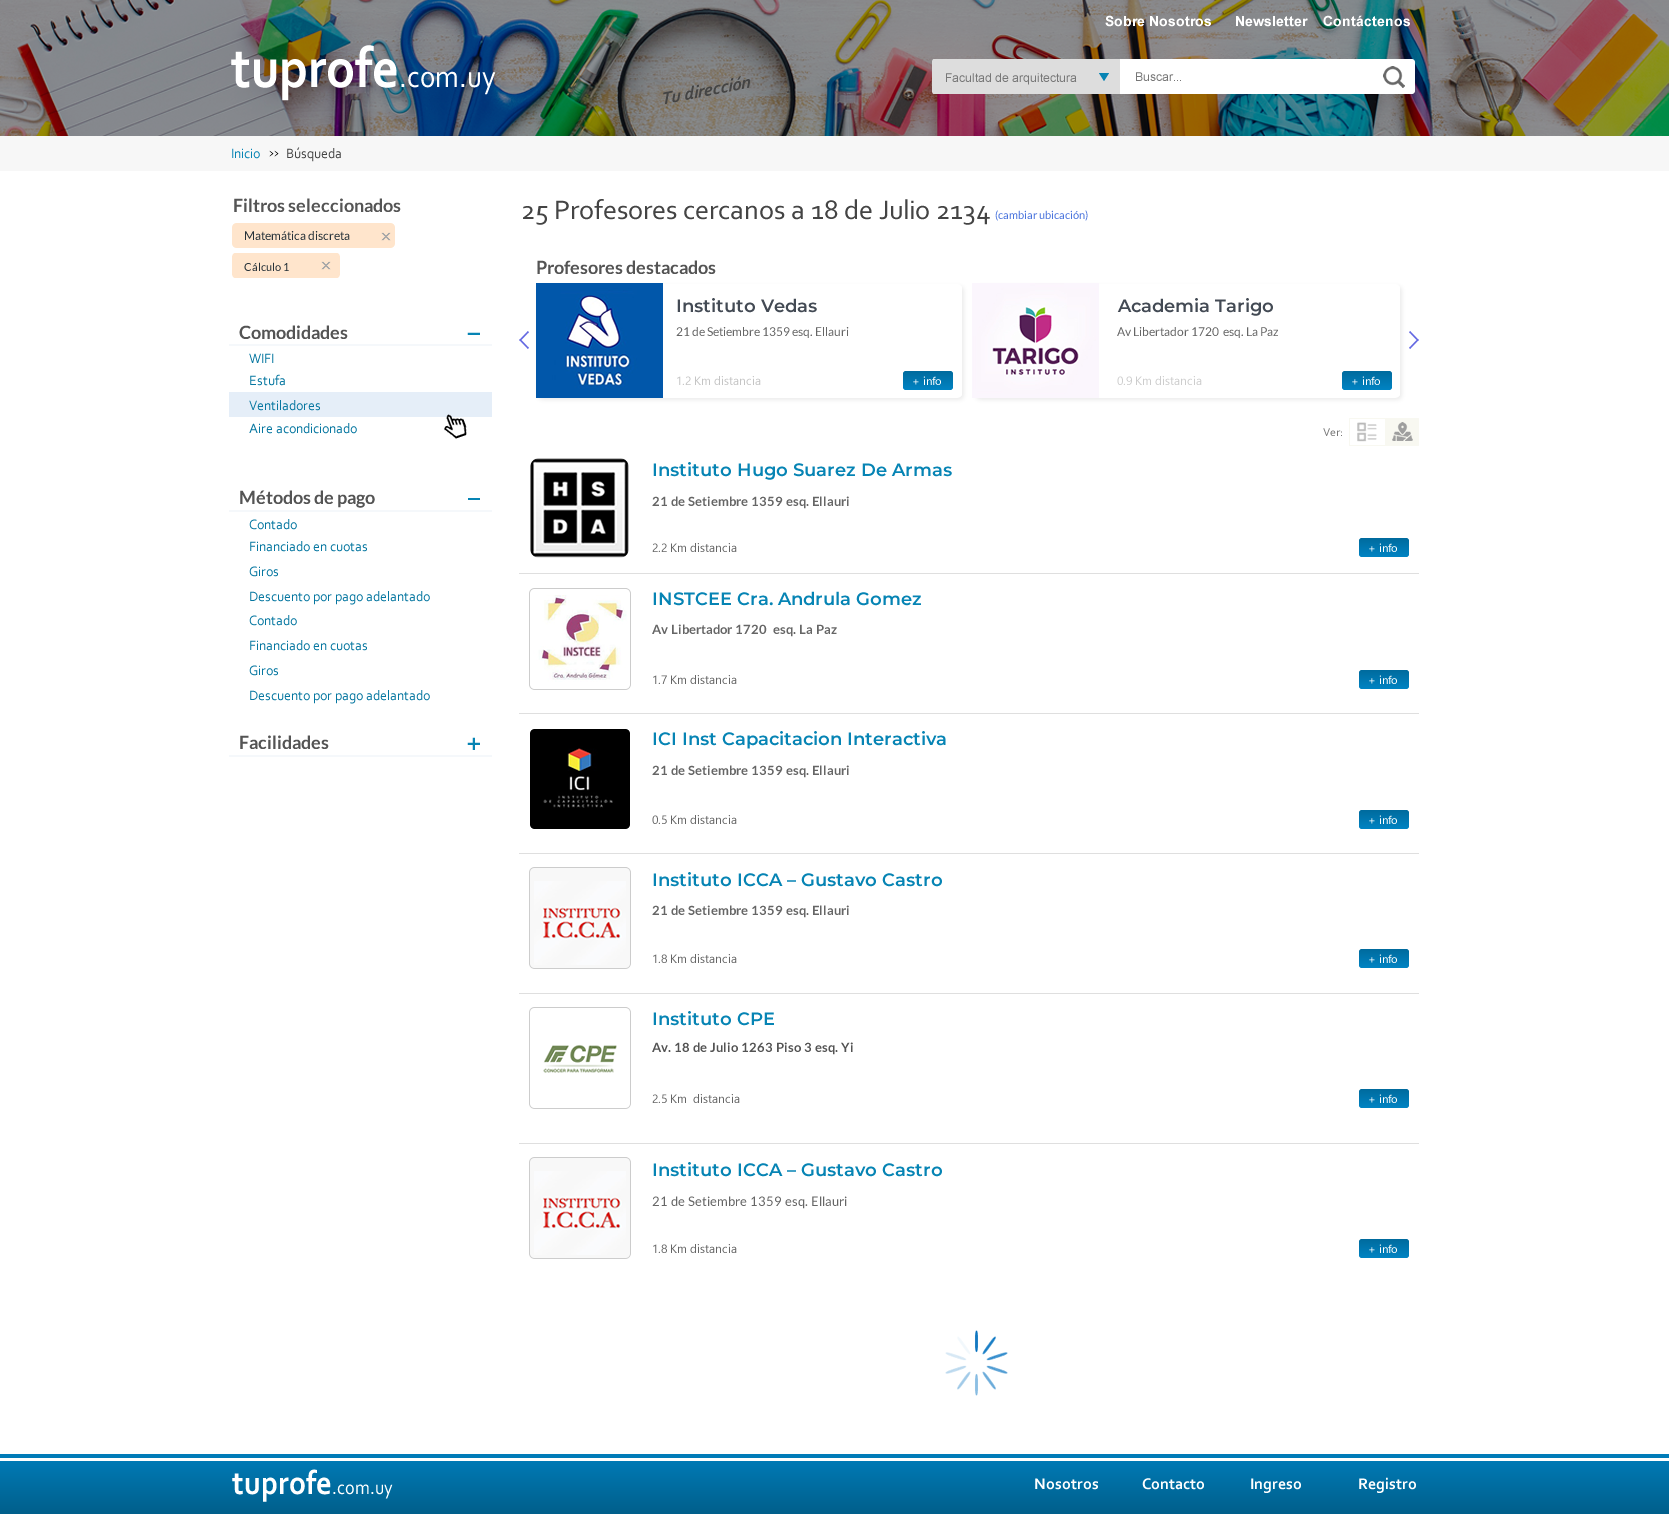 Sobre Nosotros Newsletter Contáctenos
tuprofe.com.uy
Tu dirección
Facultad de arquitectura
Buscar...
Inicio >> Búsqueda
Filtros seleccionados
Matemática discreta ×
Cálculo 1 ×
Comodidades −
WIFI
Estufa
Ventiladores
Aire acondicionado
Métodos de pago −
Contado
Financiado en cuotas
Giros
Descuento por pago adelantado
Contado
Financiado en cuotas
Giros
Descuento por pago adelantado
Facilidades +
25 Profesores cercanos a 18 de Julio 2134 (cambiar ubicación)
Profesores destacados
INSTITUTO
VEDAS
Instituto Vedas
21 de Setiembre 1359 esq. Ellauri
1.2 Km distancia
+ info
TARIGO
INSTITUTO
Academia Tarigo
Av Libertador 1720 esq. La Paz
0.9 Km distancia
+ info
Ver:
H S
D A
Instituto Hugo Suarez De Armas
21 de Setiembre 1359 esq. Ellauri
2.2 Km distancia
+ info
INSTCEE
Cra. Andrula Gómez
INSTCEE Cra. Andrula Gomez
Av Libertador 1720 esq. La Paz
1.7 Km distancia
+ info
ICI
INSTITUTO
DE CAPACITACIÓN
INTERACTIVA
ICI Inst Capacitacion Interactiva
21 de Setiembre 1359 esq. Ellauri
0.5 Km distancia
+ info
INSTITUTO
I.C.C.A.
Instituto ICCA – Gustavo Castro
21 de Setiembre 1359 esq. Ellauri
1.8 Km distancia
+ info
CPE
CONOCER PARA TRANSFORMAR
Instituto CPE
Av. 18 de Julio 1263 Piso 3 esq. Yi
2.5 Km distancia
+ info
INSTITUTO
I.C.C.A.
Instituto ICCA – Gustavo Castro
21 de Setiembre 1359 esq. Ellauri
1.8 Km distancia
+ info
tuprofe.com.uy
Nosotros Contacto Ingreso Registro